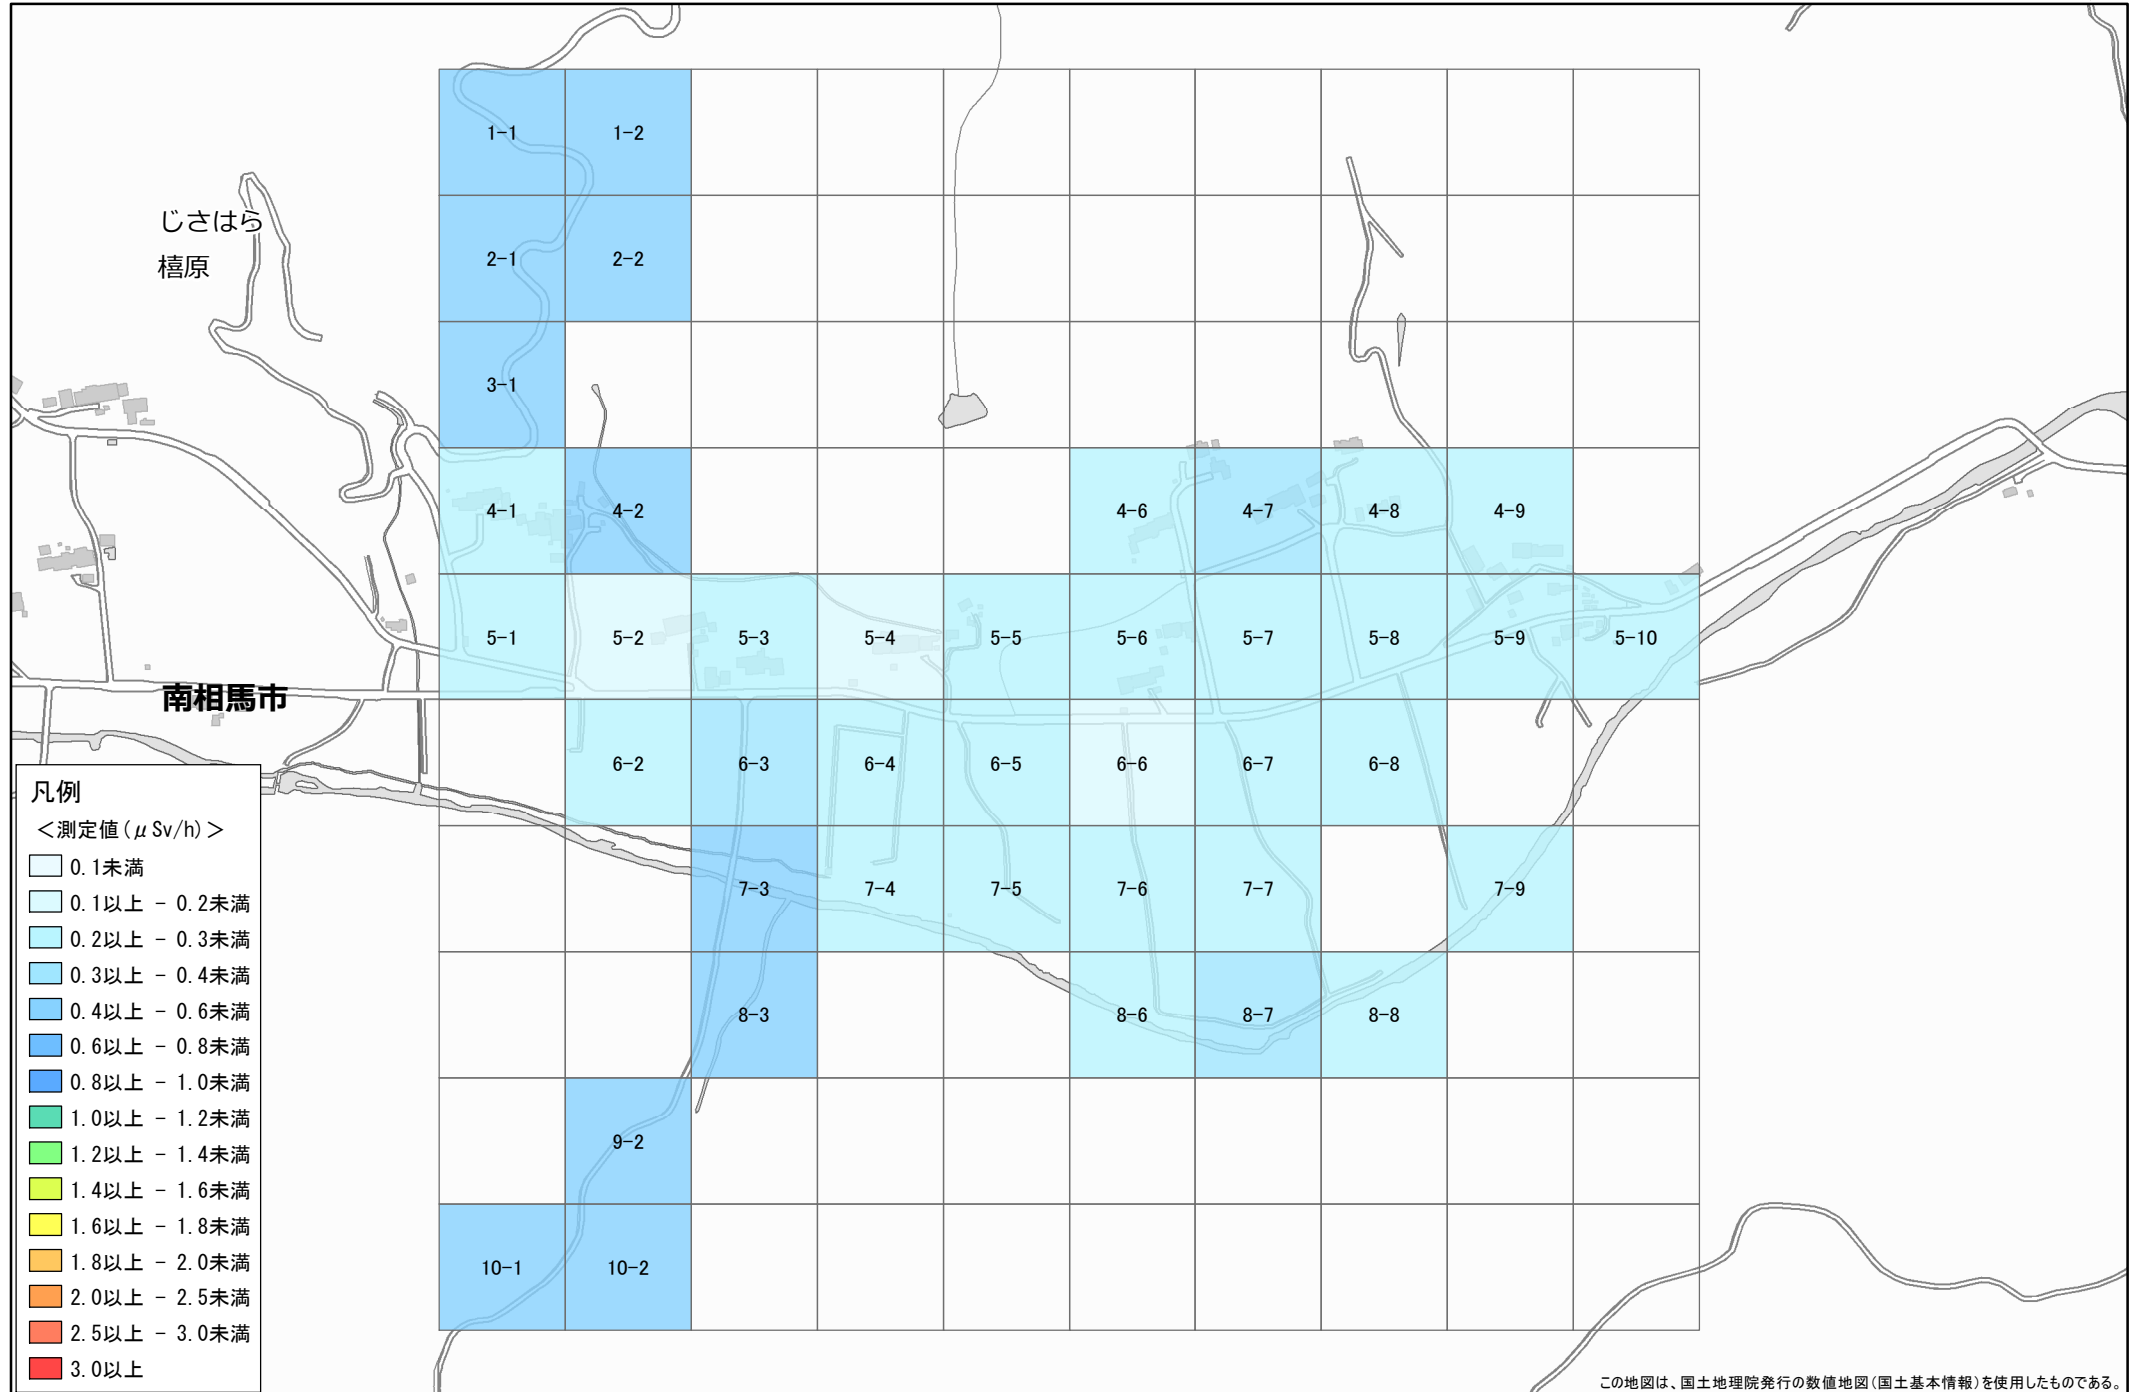 1-1 1-2
じさはら
橲原
2-1 2-2
3-1
4-1 4-2 4-6 4-7 4-8 4-9
5-1 5-2 5-3 5-4 5-5 5-6 5-7 5-8 5-9 5-10
南相馬市
6-2 6-3 6-4 6-5 6-6 6-7 6-8
7-3 7-4 7-5 7-6 7-7 7-9
8-3 8-6 8-7 8-8
9-2
10-1 10-2
凡例
＜測定値(μSv/h)＞
0.1未満
0.1以上 - 0.2未満
0.2以上 - 0.3未満
0.3以上 - 0.4未満
0.4以上 - 0.6未満
0.6以上 - 0.8未満
0.8以上 - 1.0未満
1.0以上 - 1.2未満
1.2以上 - 1.4未満
1.4以上 - 1.6未満
1.6以上 - 1.8未満
1.8以上 - 2.0未満
2.0以上 - 2.5未満
2.5以上 - 3.0未満
3.0以上
この地図は、国土地理院発行の数値地図(国土基本情報)を使用したものである。